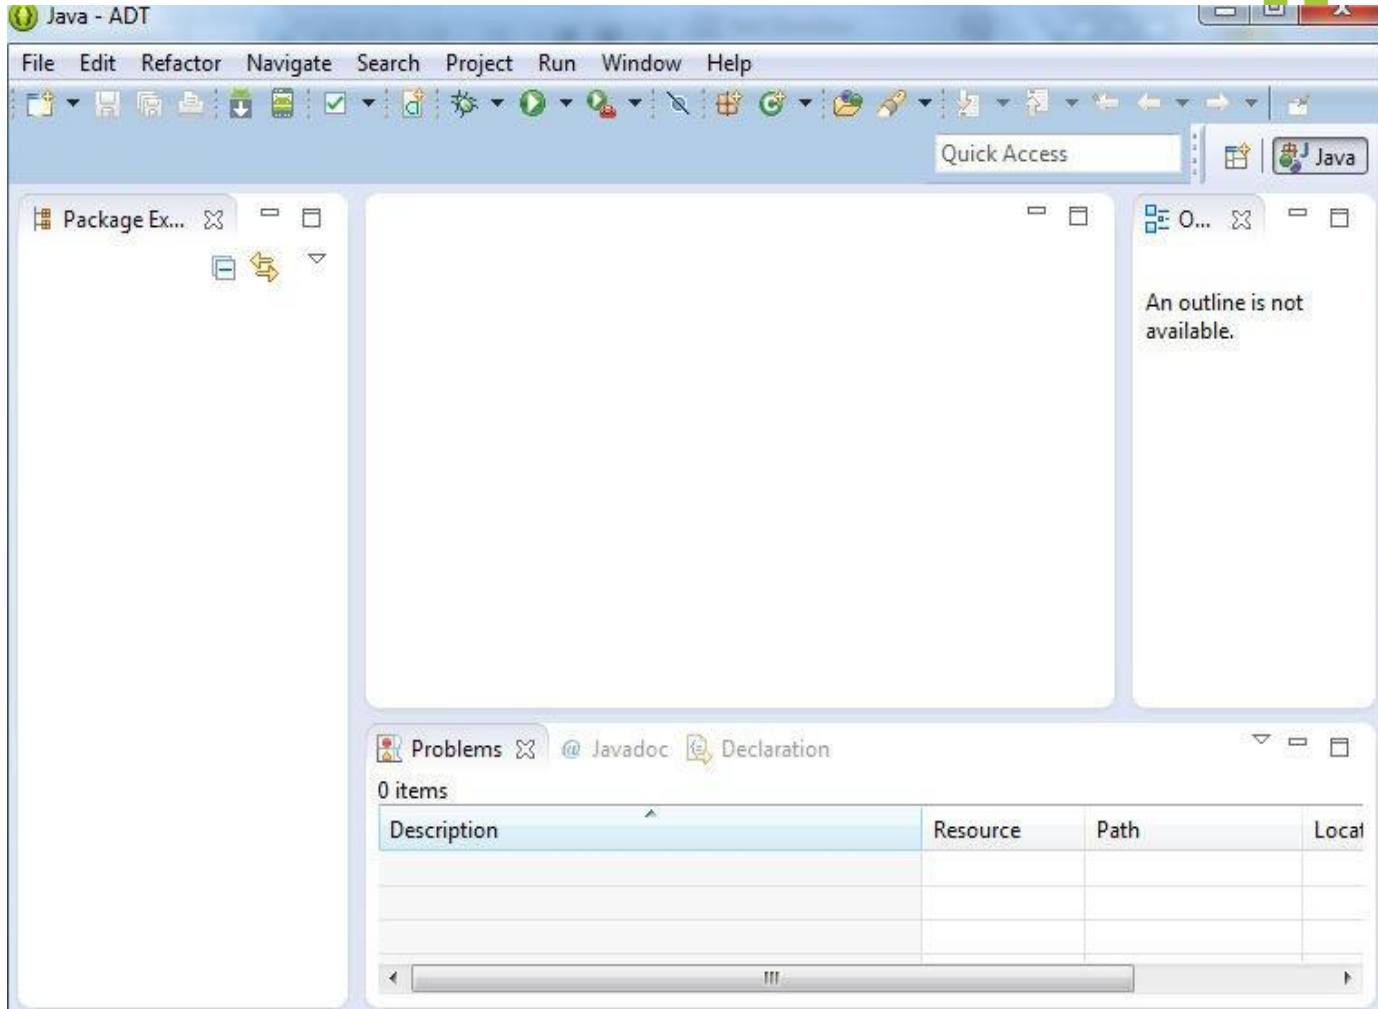 Java - ADT
File Edit Refactor Navigate Search Project Run Window Help
Quick Access
Java
Package Ex...
O...
An outline is not
available.
Problems @ Javadoc Declaration
0 items
Description Resource Path Locat